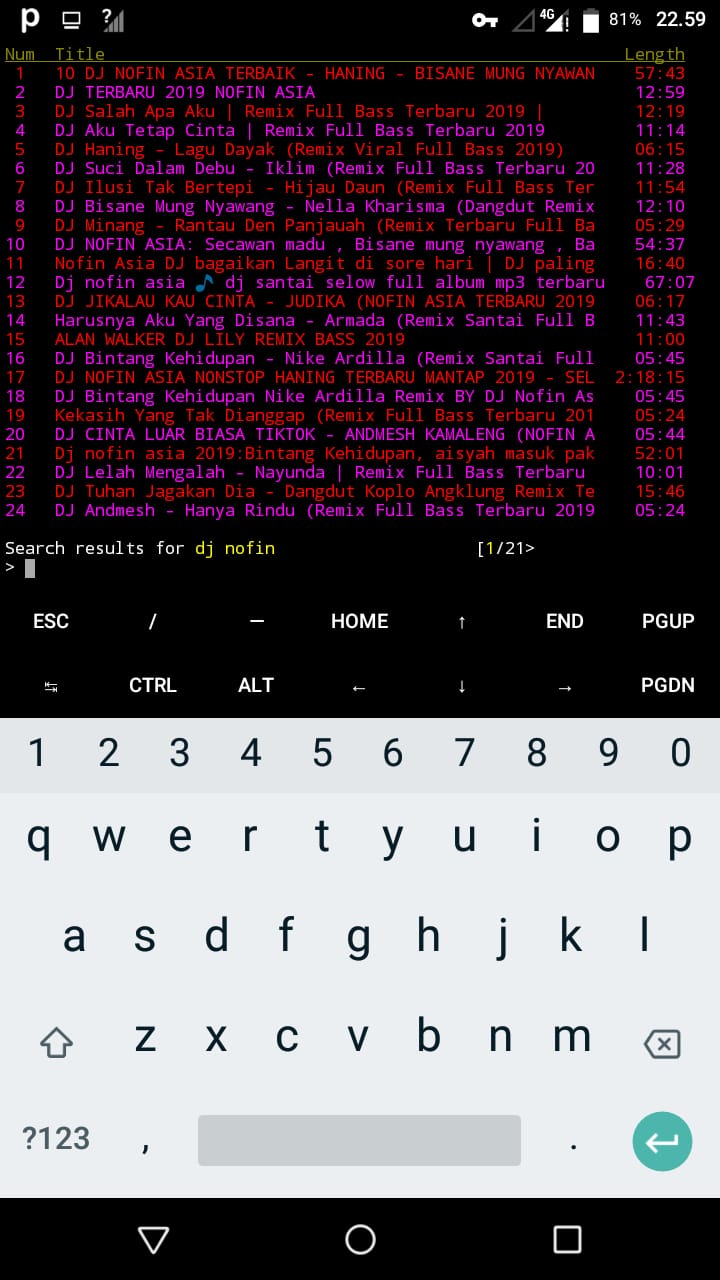 p ? 4G ! 81% 22.59
Num Title Length
1 10 DJ NOFIN ASIA TERBAIK - HANING - BISANE MUNG NYAWAN 57:43
2 DJ TERBARU 2019 NOFIN ASIA 12:59
3 DJ Salah Apa Aku | Remix Full Bass Terbaru 2019 | 12:19
4 DJ Aku Tetap Cinta | Remix Full Bass Terbaru 2019 11:14
5 DJ Haning - Lagu Dayak (Remix Viral Full Bass 2019) 06:15
6 DJ Suci Dalam Debu - Iklim (Remix Full Bass Terbaru 20 11:28
7 DJ Ilusi Tak Bertepi - Hijau Daun (Remix Full Bass Ter 11:54
8 DJ Bisane Mung Nyawang - Nella Kharisma (Dangdut Remix 12:10
9 DJ Minang - Rantau Den Panjauah (Remix Terbaru Full Ba 05:29
10 DJ NOFIN ASIA: Secawan madu , Bisane mung nyawang , Ba 54:37
11 Nofin Asia DJ bagaikan Langit di sore hari | DJ paling 16:40
12 Dj nofin asia 🎵 dj santai selow full album mp3 terbaru 67:07
13 DJ JIKALAU KAU CINTA - JUDIKA (NOFIN ASIA TERBARU 2019 06:17
14 Harusnya Aku Yang Disana - Armada (Remix Santai Full B 11:43
15 ALAN WALKER DJ LILY REMIX BASS 2019 11:00
16 DJ Bintang Kehidupan - Nike Ardilla (Remix Santai Full 05:45
17 DJ NOFIN ASIA NONSTOP HANING TERBARU MANTAP 2019 - SEL 2:18:15
18 DJ Bintang Kehidupan Nike Ardilla Remix BY DJ Nofin As 05:45
19 Kekasih Yang Tak Dianggap (Remix Full Bass Terbaru 201 05:24
20 DJ CINTA LUAR BIASA TIKTOK - ANDMESH KAMALENG (NOFIN A 05:44
21 Dj nofin asia 2019:Bintang Kehidupan, aisyah masuk pak 52:01
22 DJ Lelah Mengalah - Nayunda | Remix Full Bass Terbaru 10:01
23 DJ Tuhan Jagakan Dia - Dangdut Koplo Angklung Remix Te 15:46
24 DJ Andmesh - Hanya Rindu (Remix Full Bass Terbaru 2019 05:24
Search results for dj nofin [1/21>
>
ESC / — HOME ↑ END PGUP
↹ CTRL ALT ← ↓ → PGDN
1 2 3 4 5 6 7 8 9 0
q w e r t y u i o p
a s d f g h j k l
z x c v b n m
?123 , .